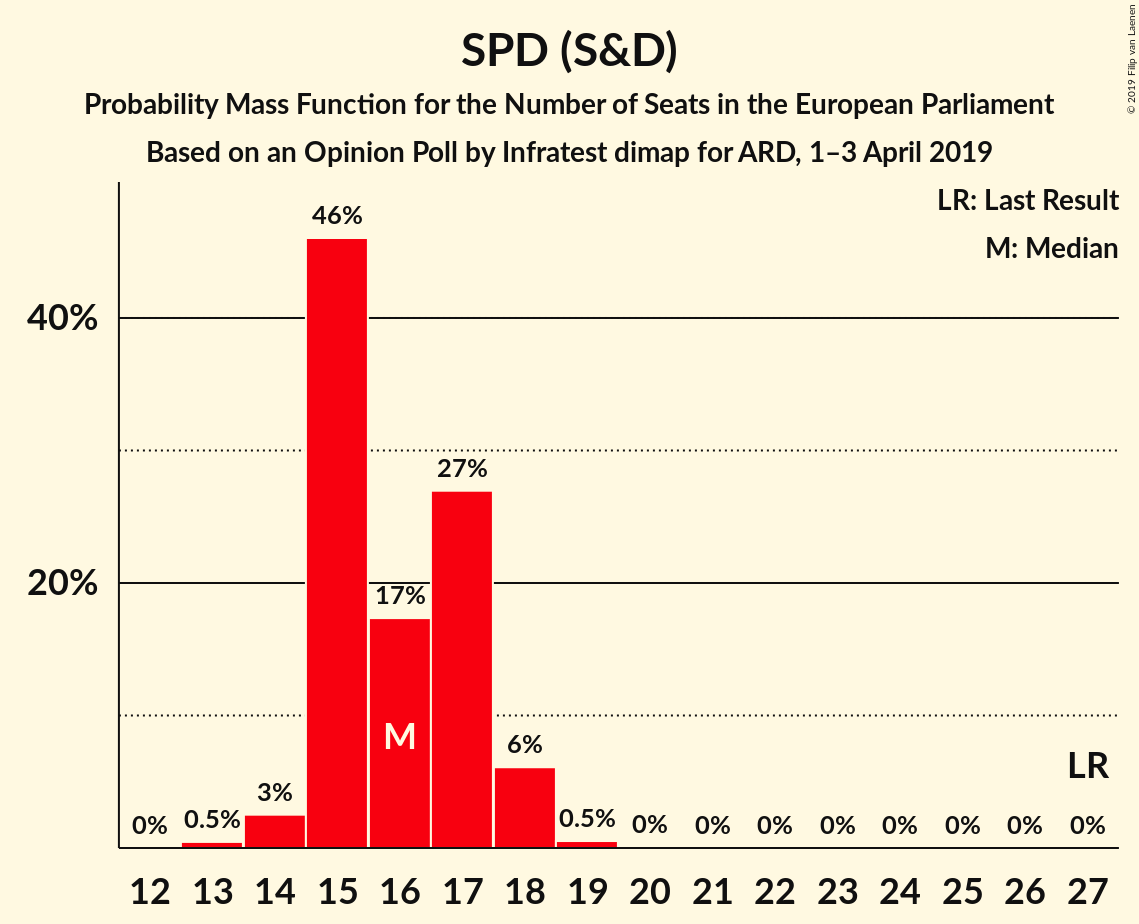 © 2019 Filip van Laenen
SPD (S&D)
Probability Mass Function for the Number of Seats in the European Parliament
Based on an Opinion Poll by Infratest dimap for ARD, 1–3 April 2019
LR: Last Result
M: Median
46%
40%
27%
20%
17%
M
6%
LR
3%
0% 0.5% 0.5% 0% 0% 0% 0% 0% 0% 0% 0%
12 13 14 15 16 17 18 19 20 21 22 23 24 25 26 27